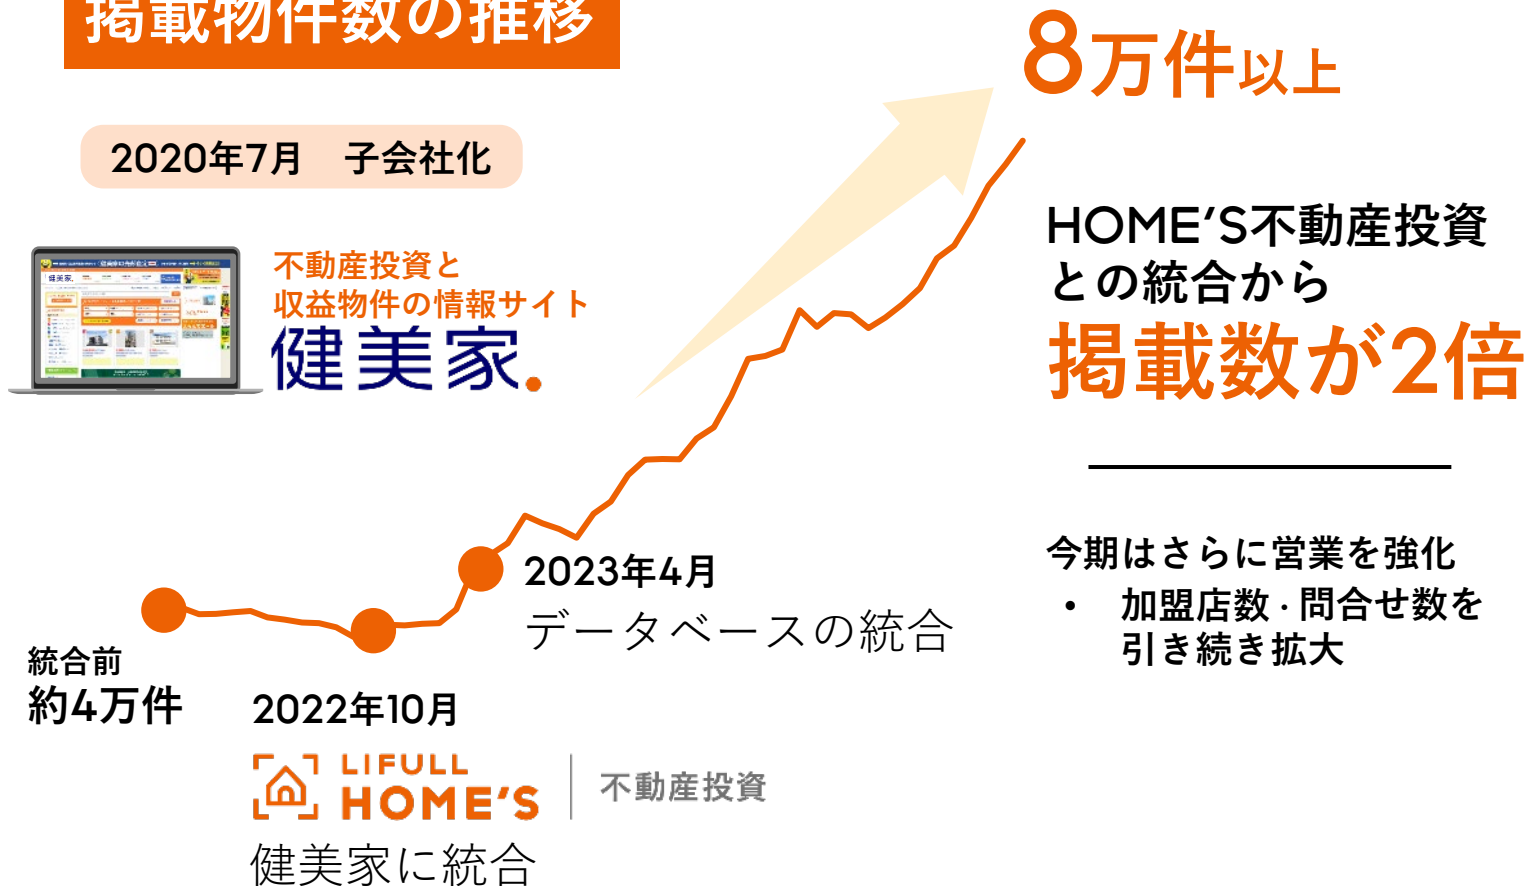 掲載物件数の推移
2020年7月 子会社化
健美家
不動産投資と
収益物件の情報サイト
健美家.
8万件以上
HOME'S不動産投資
との統合から
掲載数が2倍
今期はさらに営業を強化
• 加盟店数・問合せ数を
引き続き拡大
2023年4月
データベースの統合
統合前
約4万件
2022年10月
LIFULL
HOME'S
不動産投資
健美家に統合